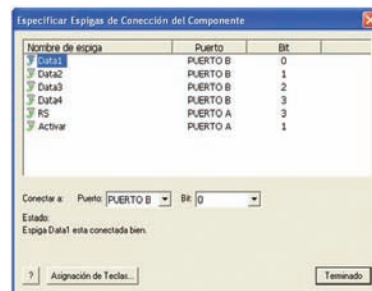 Especificar Espigas de Conección del Componente
Nombre de espiga Puerto Bit
Data1 PUERTO B 0
Data2 PUERTO B 1
Data3 PUERTO B 2
Data4 PUERTO B 3
RS PUERTO A 3
Activar PUERTO A 1
Conectar a: Puerto: PUERTO B Bit: 0
Estado:
Espiga Data1 esta conectada bien.
? Asignación de Teclas... Terminado